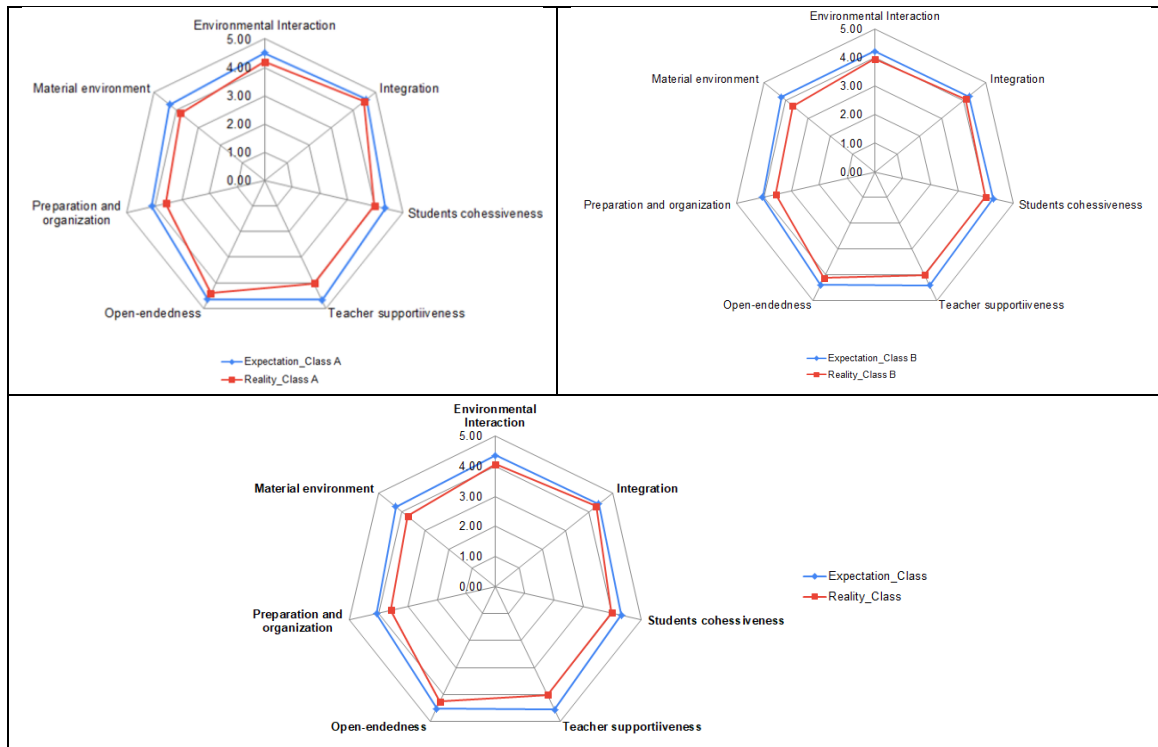 Environmental Interaction
5.00
4.00
3.00
2.00
1.00
0.00
Integration
Students cohessiveness
Teacher supportiiveness
Open-endedness
Preparation and
organization
Material environment
Expectation_Class A
Reality_Class A
Environmental Interaction
5.00
4.00
3.00
2.00
1.00
0.00
Integration
Students cohessiveness
Teacher supportiiveness
Open-endedness
Preparation and organization
Material environment
Expectation_Class B
Reality_Class B
Environmental
Interaction
5.00
4.00
3.00
2.00
1.00
0.00
Integration
Students cohessiveness
Teacher supportiiveness
Open-endedness
Preparation and
organization
Material environment
Expectation_Class
Reality_Class